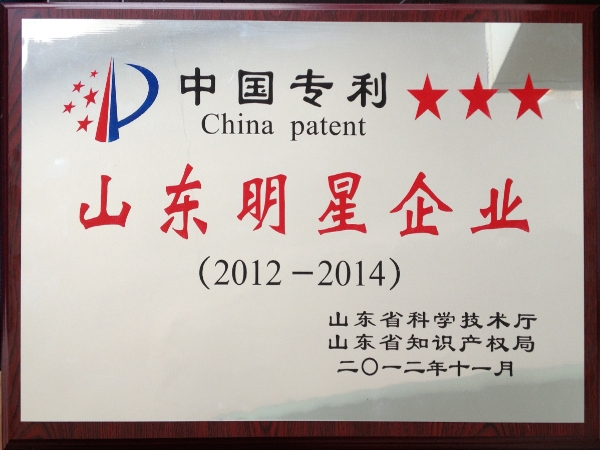 中国专利★★★
China patent
山东明星企业
(2012－2014)
山东省科学技术厅
山东省知识产权局
二〇一二年十一月